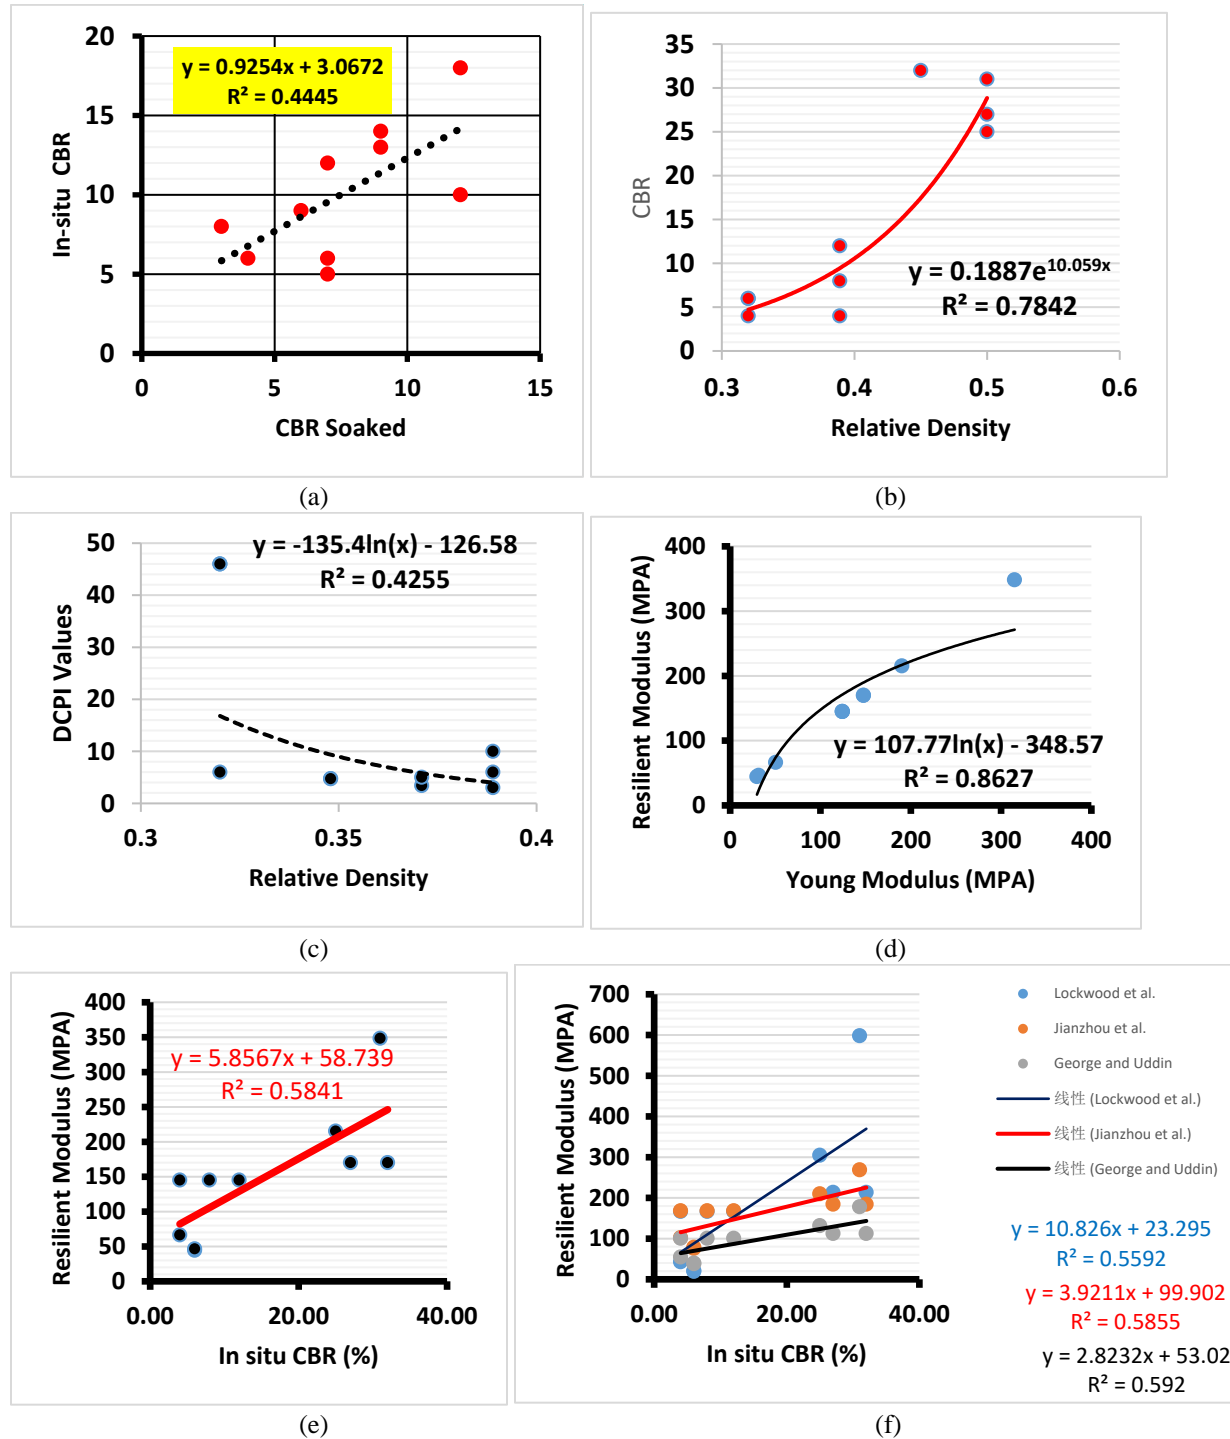 20
15
10
5
0
0
5
10
15
y = 0.9254x + 3.0672
R² = 0.4445
In-situ CBR
CBR Soaked
(a)
35
30
25
20
15
10
5
0
0.3
0.4
0.5
0.6
CBR
y = 0.1887e^10.059x
R² = 0.7842
Relative Density
(b)
50
40
30
20
10
0
0.3
0.35
0.4
y = -135.4ln(x) - 126.58
R² = 0.4255
DCPI Values
Relative Density
(c)
400
300
200
100
0
0
100
200
300
400
Resilient Modulus (MPA)
y = 107.77ln(x) - 348.57
R² = 0.8627
Young Modulus (MPA)
(d)
400
350
300
250
200
150
100
50
0
0.00
20.00
40.00
Resilient Modulus (MPA)
y = 5.8567x + 58.739
R² = 0.5841
In situ CBR (%)
(e)
700
600
500
400
300
200
100
0
0.00
20.00
40.00
Resilient Modulus (MPA)
In situ CBR (%)
Lockwood et al.
Jianzhou et al.
George and Uddin
线性 (Lockwood et al.)
线性 (Jianzhou et al.)
线性 (George and Uddin)
y = 10.826x + 23.295
R² = 0.5592
y = 3.9211x + 99.902
R² = 0.5855
y = 2.8232x + 53.02
R² = 0.592
(f)